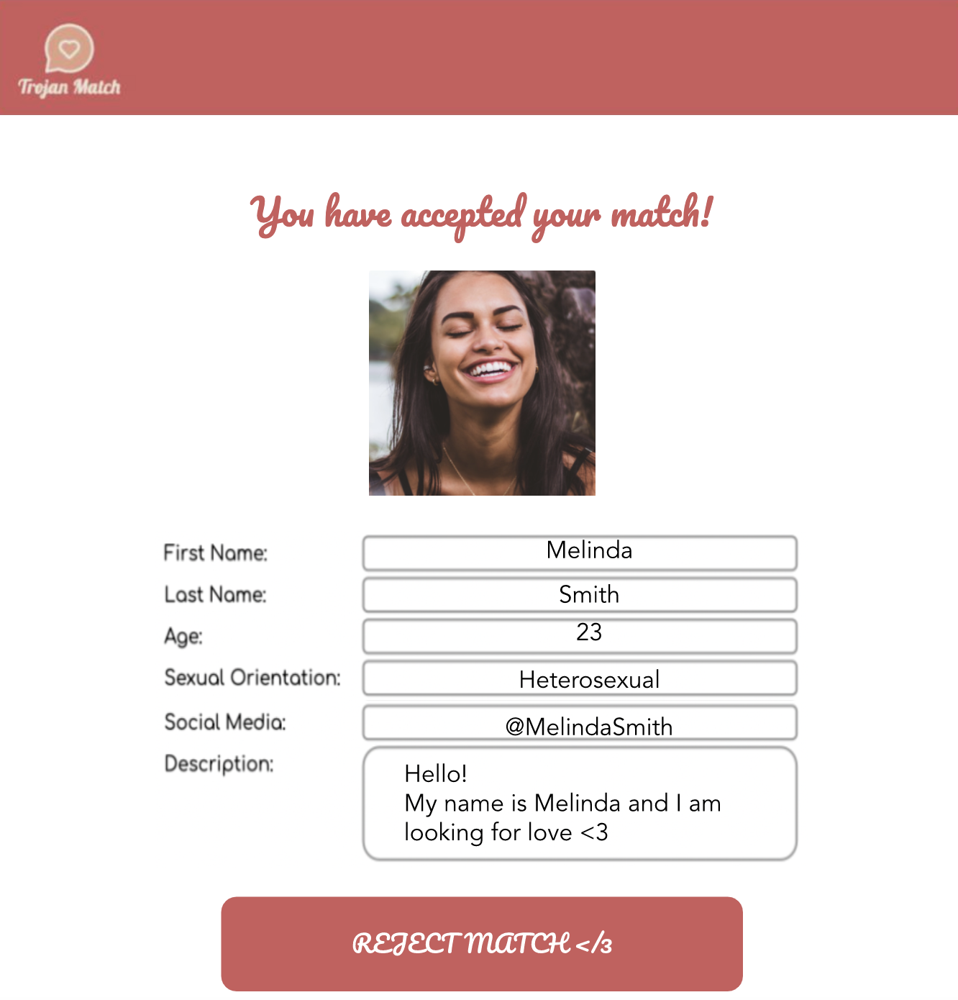 Trojan Match
You have accepted your match!
First Name: Melinda
Last Name: Smith
Age: 23
Sexual Orientation: Heterosexual
Social Media: @MelindaSmith
Description: Hello!
My name is Melinda and I am
looking for love <3
REJECT MATCH </3